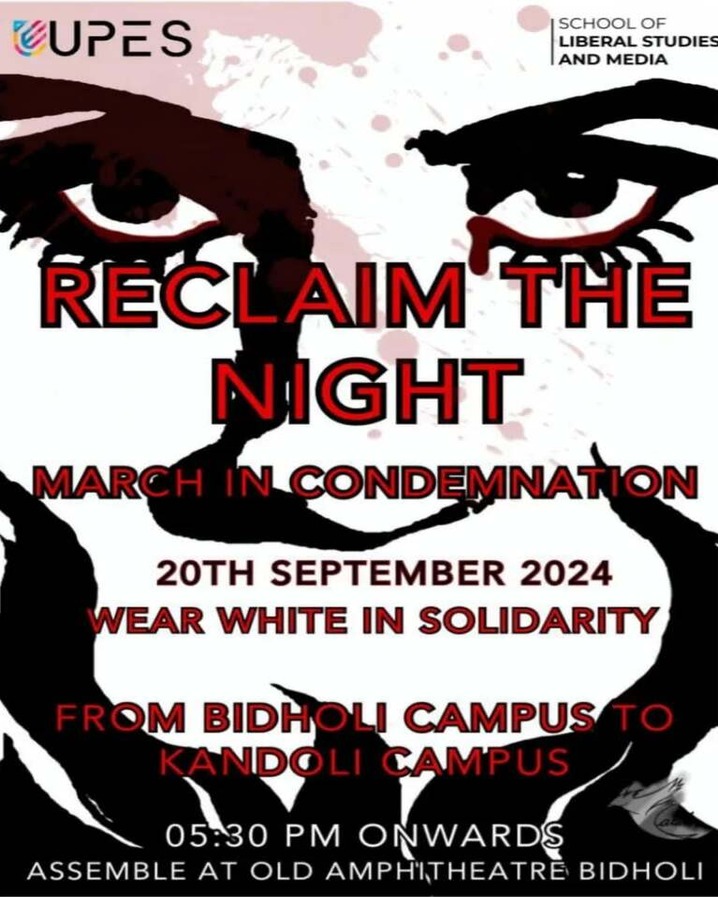 UPES
SCHOOL OF
LIBERAL STUDIES
AND MEDIA
RECLAIM THE
NIGHT
MARCH IN CONDEMNATION
20TH SEPTEMBER 2024
WEAR WHITE IN SOLIDARITY
FROM BIDHOLI CAMPUS TO
KANDOLI CAMPUS
05:30 PM ONWARDS
ASSEMBLE AT OLD AMPHITHEATRE BIDHOLI